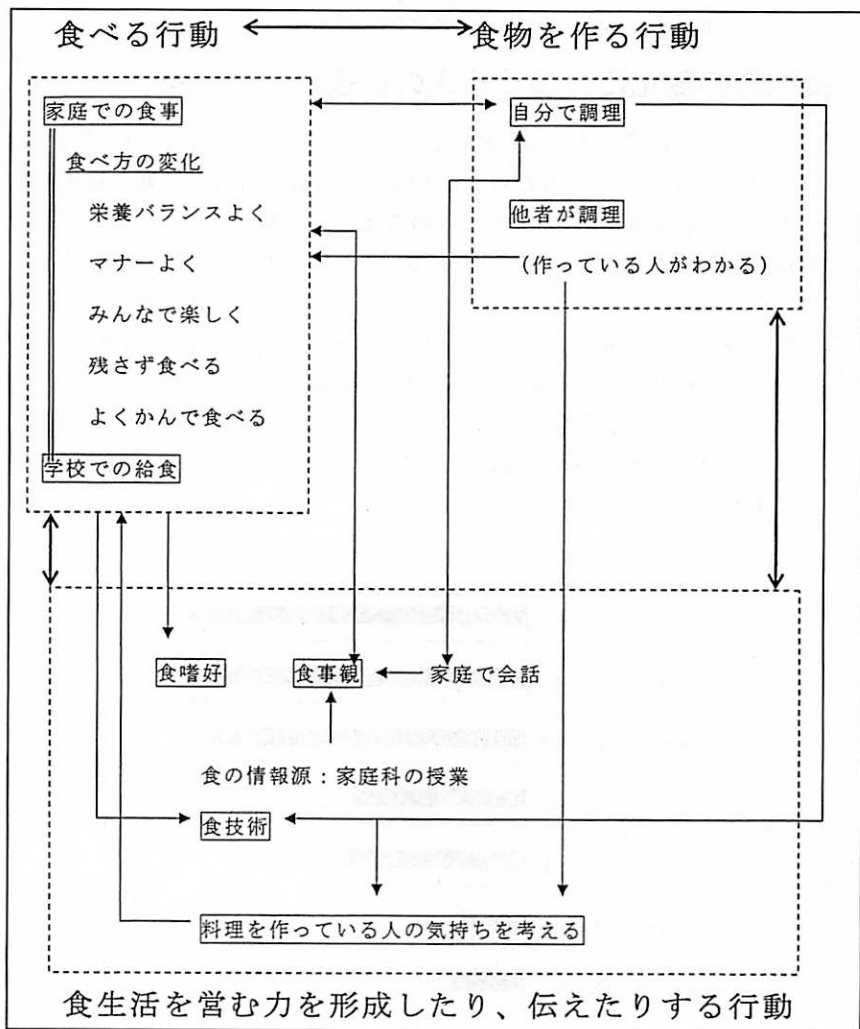 食べる行動
食物を作る行動
家庭での食事
食べ方の変化
栄養バランスよく
マナーよく
みんなで楽しく
残さず食べる
よくかんで食べる
学校での給食
自分で調理
他者が調理
(作っている人がわかる)
食嗜好
食事観
家庭で会話
食の情報源：家庭科の授業
食技術
料理を作っている人の気持ちを考える
食生活を営む力を形成したり、伝えたりする行動